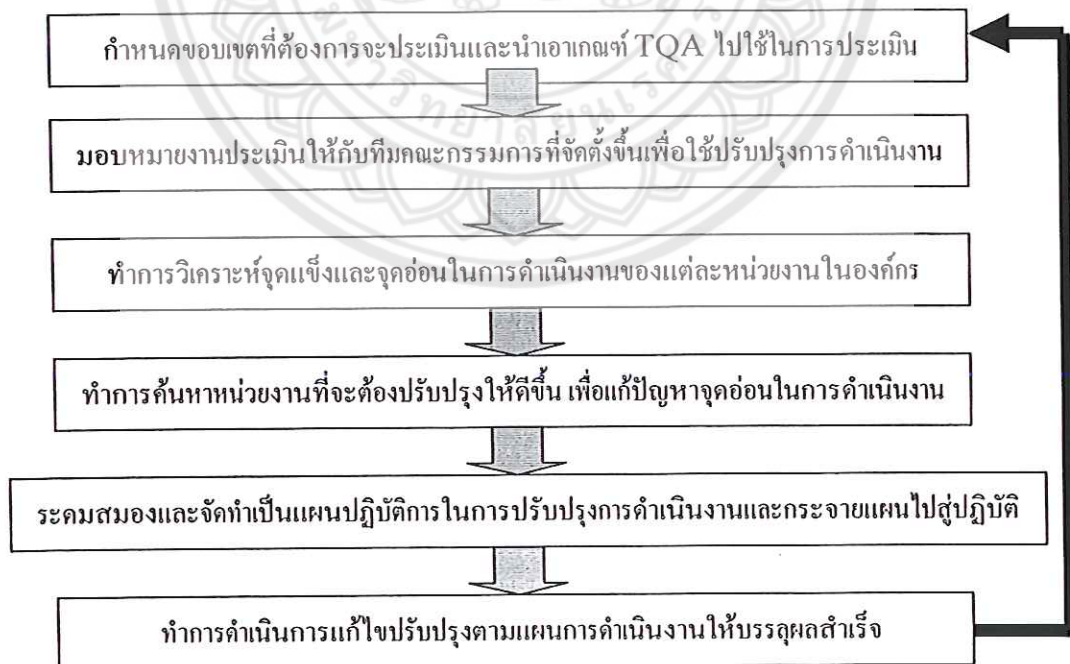 กำหนดขอบเขตที่ต้องการจะประเมินและนำเอาเกณฑ์ TQA ไปใช้ในการประเมิน
มอบหมายงานประเมินให้กับทีมคณะกรรมการที่จัดตั้งขึ้นเพื่อใช้ปรับปรุงการดำเนินงาน
ทำการวิเคราะห์จุดแข็งและจุดอ่อนในการดำเนินงานของแต่ละหน่วยงานในองค์กร
ทำการค้นหาหน่วยงานที่จะต้องปรับปรุงให้ดีขึ้น เพื่อแก้ปัญหาจุดอ่อนในการดำเนินงาน
ระดมสมองและจัดทำเป็นแผนปฏิบัติการในการปรับปรุงการดำเนินงานและกระจายแผนไปสู่ปฏิบัติ
ทำการดำเนินการแก้ไขปรับปรุงตามแผนการดำเนินงานให้บรรลุผลสำเร็จ